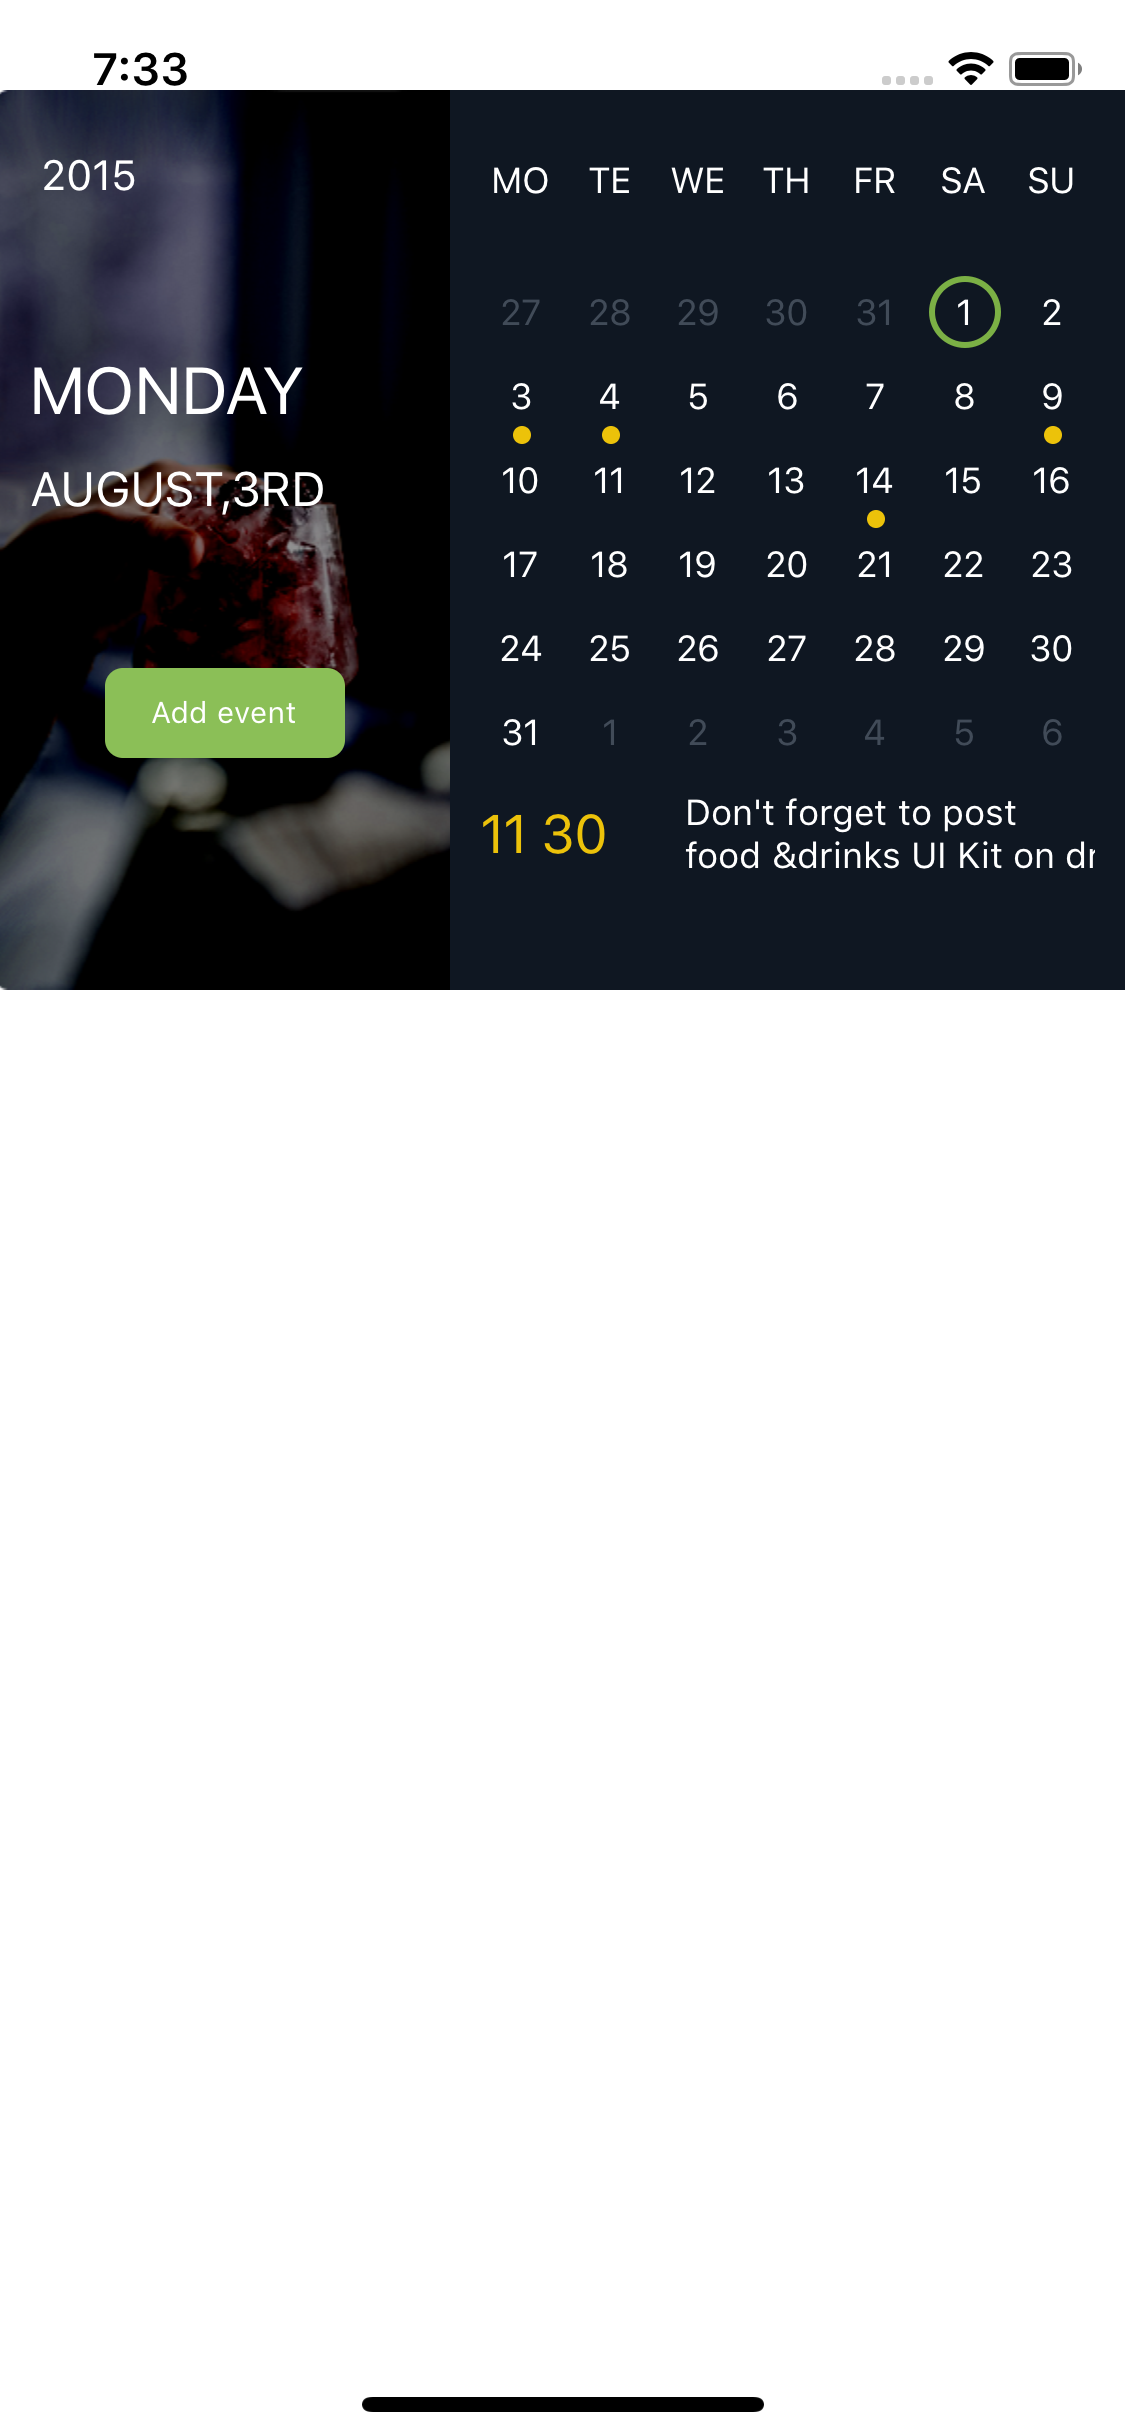 7:33
2015
MONDAY
AUGUST,3RD
Add event
MO TE WE TH FR SA SU
27 28 29 30 31 1 2
3 4 5 6 7 8 9
10 11 12 13 14 15 16
17 18 19 20 21 22 23
24 25 26 27 28 29 30
31 1 2 3 4 5 6
11 30
Don't forget to post
food &drinks UI Kit on